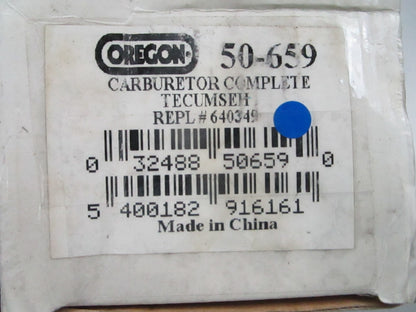 OREGON 50-659
CARBURETOR COMPLETE
TECUMSEH
REPL # 640349
0 32488 50659 0
5 400182 916161
Made in China